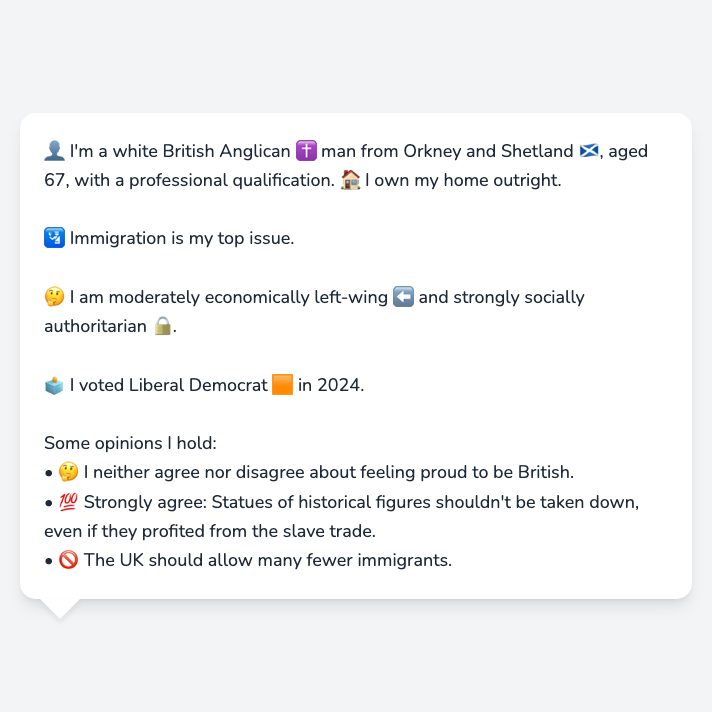 👤 I'm a white British Anglican ✝️ man from Orkney and Shetland 🏴󠁧󠁢󠁳󠁣󠁴󠁿, aged
67, with a professional qualification. 🏠 I own my home outright.
🛂 Immigration is my top issue.
🤔 I am moderately economically left-wing ⬅️ and strongly socially
authoritarian 🔒.
🗳️ I voted Liberal Democrat 🟧 in 2024.
Some opinions I hold:
• 🤔 I neither agree nor disagree about feeling proud to be British.
• 💯 Strongly agree: Statues of historical figures shouldn't be taken down,
even if they profited from the slave trade.
• 🚫 The UK should allow many fewer immigrants.